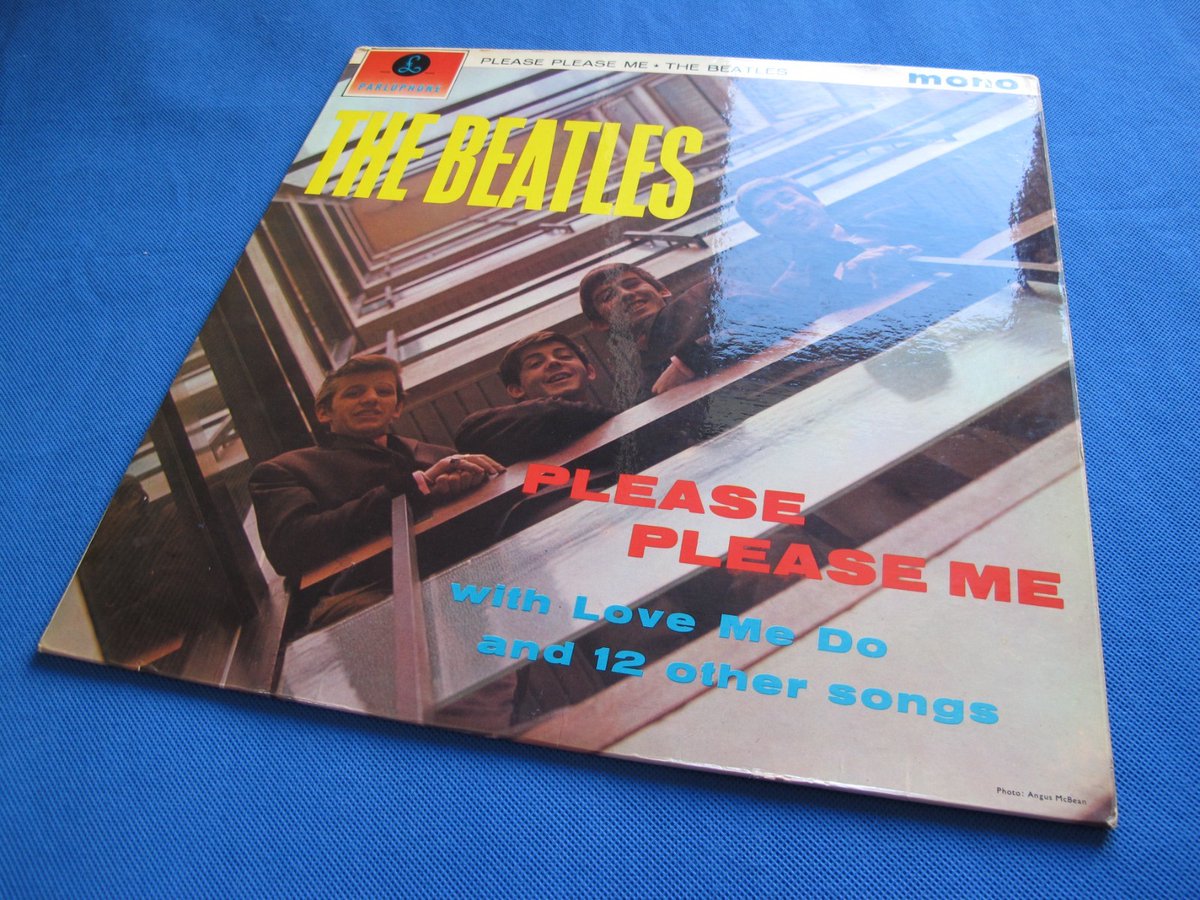 £
PARLOPHONE
PLEASE PLEASE ME • THE BEATLES
mono
THE BEATLES
PLEASE
PLEASE ME
with Love Me Do
and 12 other songs
Photo: Angus McBean